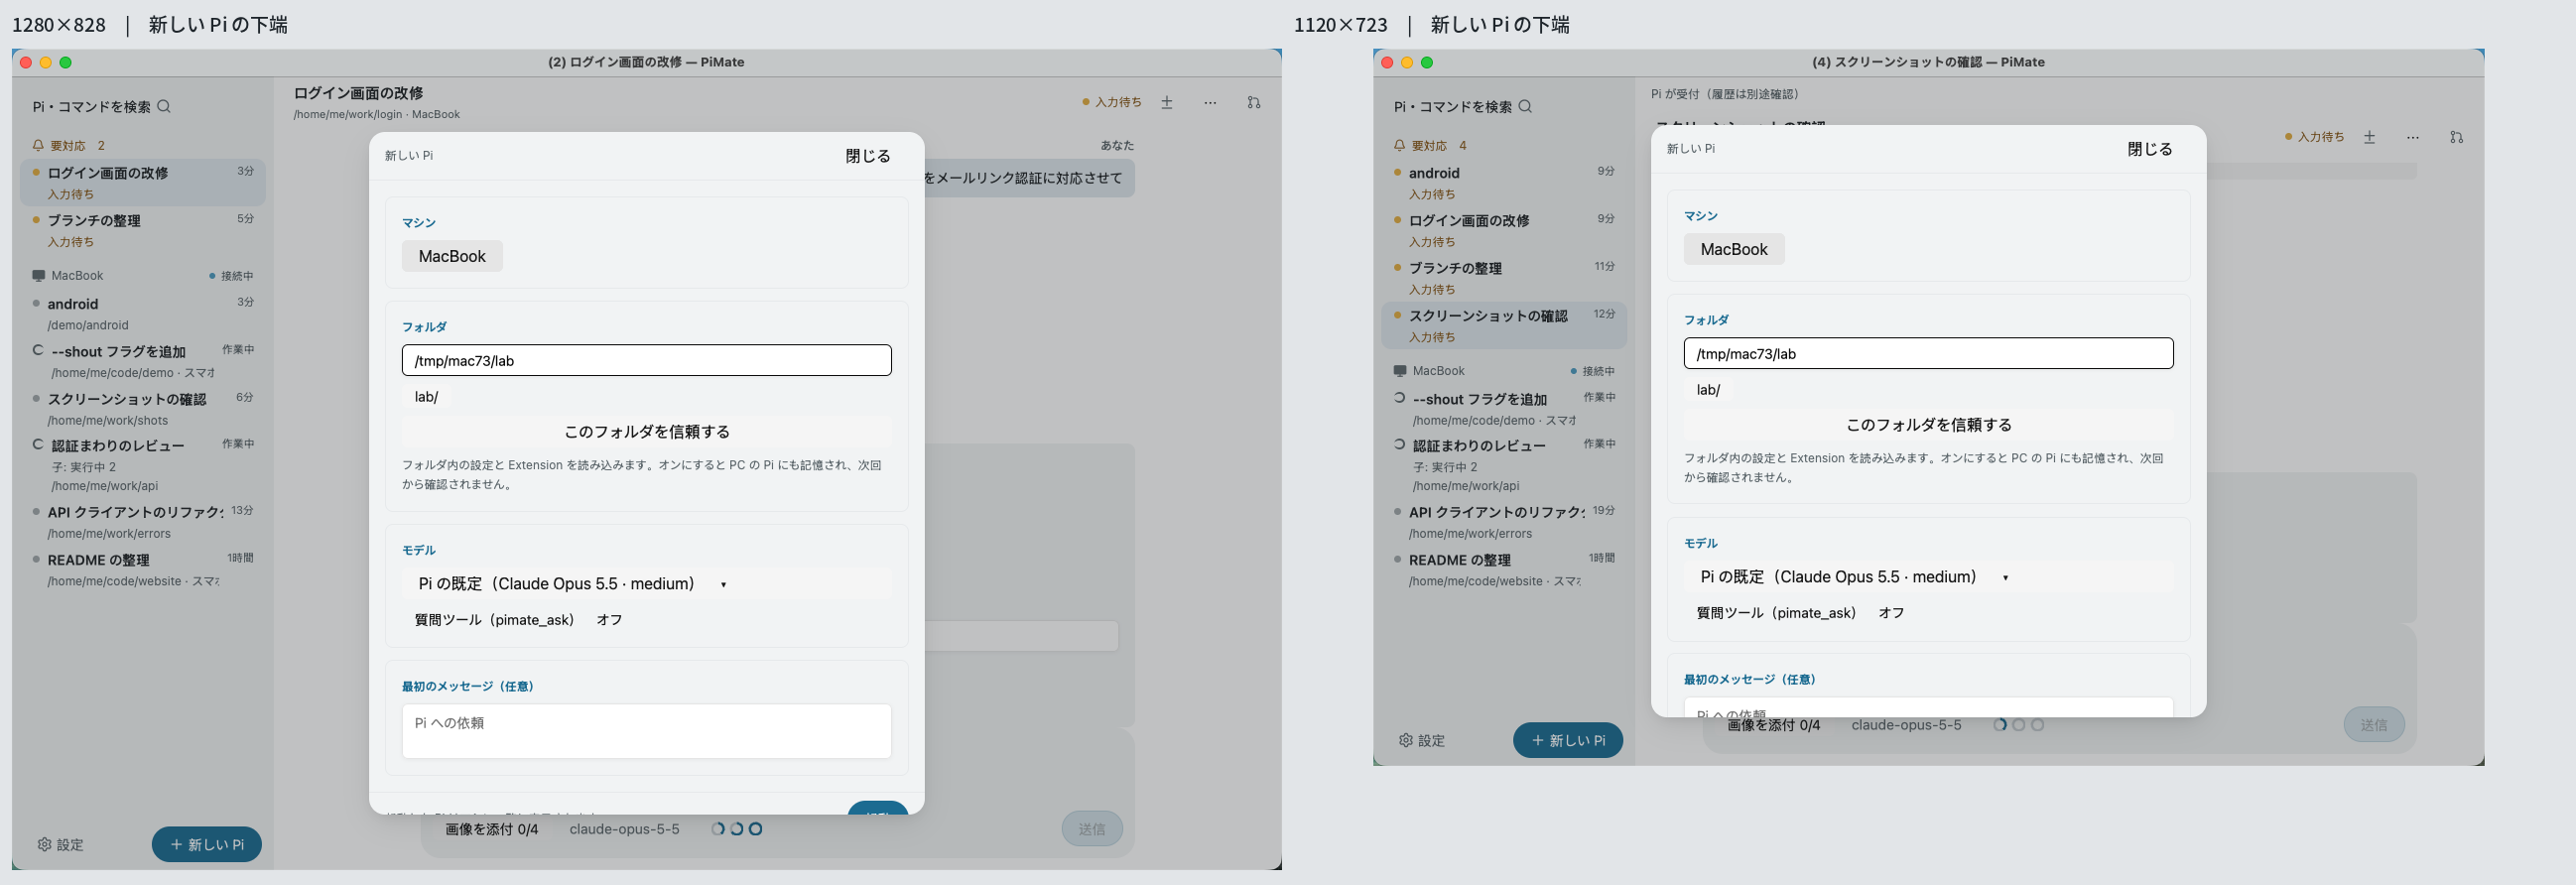 1280×828 | 新しい Pi の下端
(2) ログイン画面の改修 — PiMate
Pi・コマンドを検索
要対応 2
ログイン画面の改修 3分
入力待ち
ブランチの整理 5分
入力待ち
MacBook 接続中
android 3分
/demo/android
--shout フラグを追加 作業中
/home/me/code/demo · スマホ
スクリーンショットの確認 6分
/home/me/work/shots
認証まわりのレビュー 作業中
子: 実行中 2
/home/me/work/api
API クライアントのリファク 13分
/home/me/work/errors
README の整理 1時間
/home/me/code/website · スマ
設定
＋ 新しい Pi
ログイン画面の改修
/home/me/work/login · MacBook
入力待ち
あなた
をメールリンク認証に対応させて
新しい Pi
閉じる
マシン
MacBook
フォルダ
/tmp/mac73/lab
lab/
このフォルダを信頼する
フォルダ内の設定と Extension を読み込みます。オンにすると PC の Pi にも記憶され、次回
から確認されません。
モデル
Pi の既定（Claude Opus 5.5 · medium）
質問ツール（pimate_ask） オフ
最初のメッセージ（任意）
Pi への依頼
画像を添付 0/4
claude-opus-5-5
送信
1120×723 | 新しい Pi の下端
(4) スクリーンショットの確認 — PiMate
Pi・コマンドを検索
要対応 4
android 9分
入力待ち
ログイン画面の改修 9分
入力待ち
ブランチの整理 11分
入力待ち
スクリーンショットの確認 12分
入力待ち
MacBook 接続中
--shout フラグを追加 作業中
/home/me/code/demo · スマホ
認証まわりのレビュー 作業中
子: 実行中 2
/home/me/work/api
API クライアントのリファク 19分
/home/me/work/errors
README の整理 1時間
/home/me/code/website · スマ
設定
＋ 新しい Pi
Pi が受付（履歴は別途確認）
スクリーンショットの確認
入力待ち
新しい Pi
閉じる
マシン
MacBook
フォルダ
/tmp/mac73/lab
lab/
このフォルダを信頼する
フォルダ内の設定と Extension を読み込みます。オンにすると PC の Pi にも記憶され、次回
から確認されません。
モデル
Pi の既定（Claude Opus 5.5 · medium）
質問ツール（pimate_ask） オフ
最初のメッセージ（任意）
Pi への依頼
画像を添付 0/4
claude-opus-5-5
送信